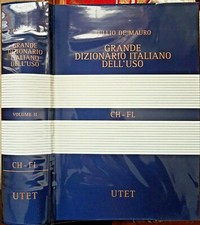 GRANDE
DIZIONARIO
ITALIANO
DELL'USO
VOLUME II
CH - FL
UTET
TULLIO DE MAURO
GRANDE
DIZIONARIO ITALIANO
DELL'USO
CH - FL
UTET